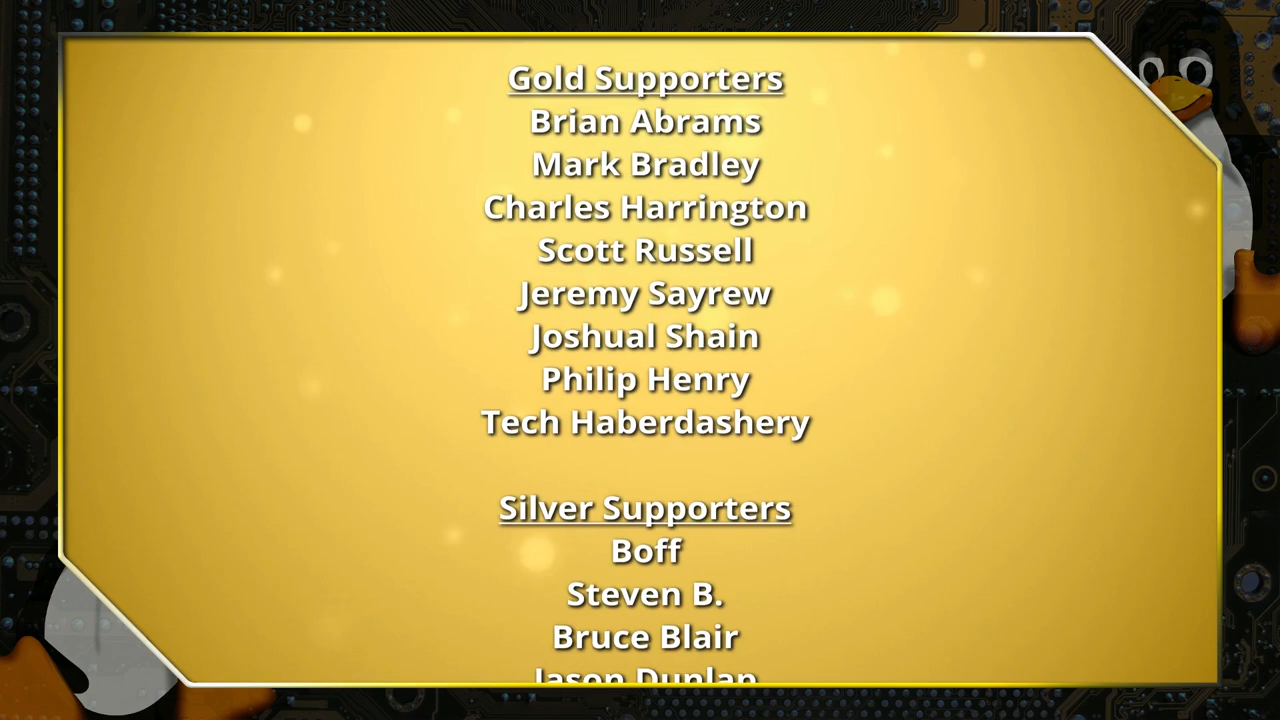 Gold Supporters
Brian Abrams
Mark Bradley
Charles Harrington
Scott Russell
Jeremy Sayrew
Joshual Shain
Philip Henry
Tech Haberdashery
Silver Supporters
Boff
Steven B.
Bruce Blair
Jason